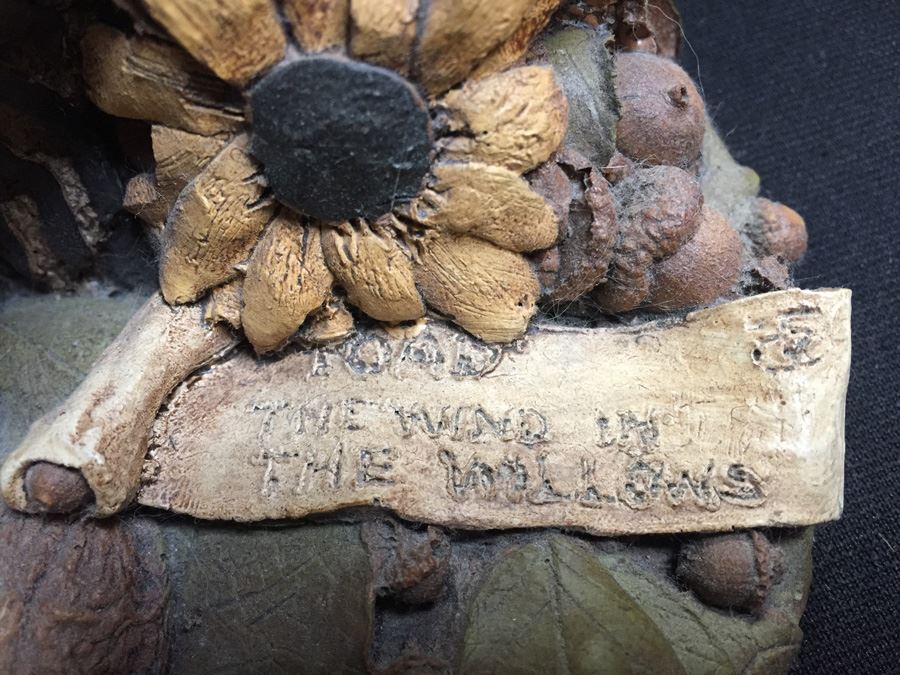 TOAD
THE WIND IN
THE WILLOWS